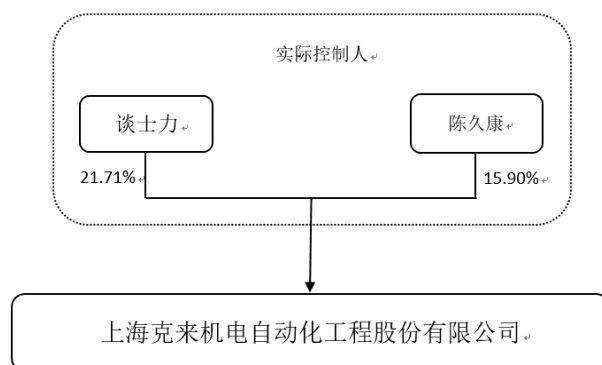 实际控制人
谈士力
陈久康
21.71%
15.90%
上海克来机电自动化工程股份有限公司